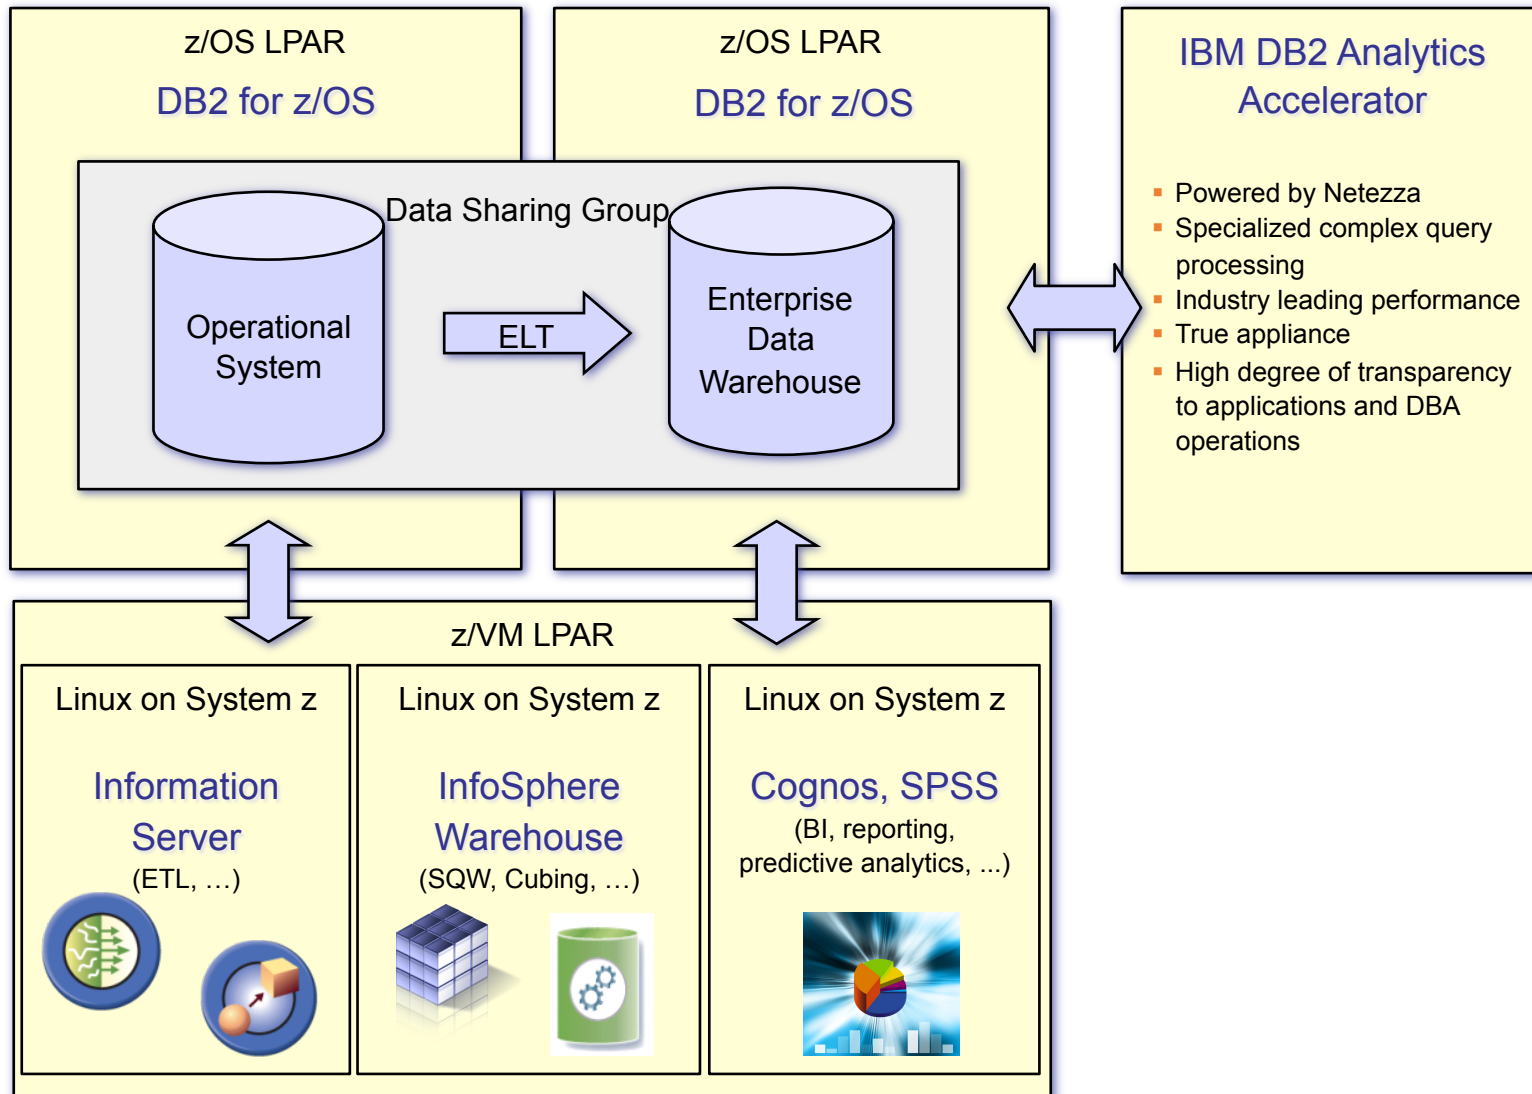 z/OS LPAR
DB2 for z/OS
z/OS LPAR
DB2 for z/OS
Data Sharing Group
Operational
System
ELT
Enterprise
Data
Warehouse
IBM DB2 Analytics
Accelerator
Powered by Netezza
Specialized complex query
processing
Industry leading performance
True appliance
High degree of transparency
to applications and DBA
operations
z/VM LPAR
Linux on System z
Information
Server
(ETL, …)
Linux on System z
InfoSphere
Warehouse
(SQW, Cubing, …)
Linux on System z
Cognos, SPSS
(BI, reporting,
predictive analytics, ...)